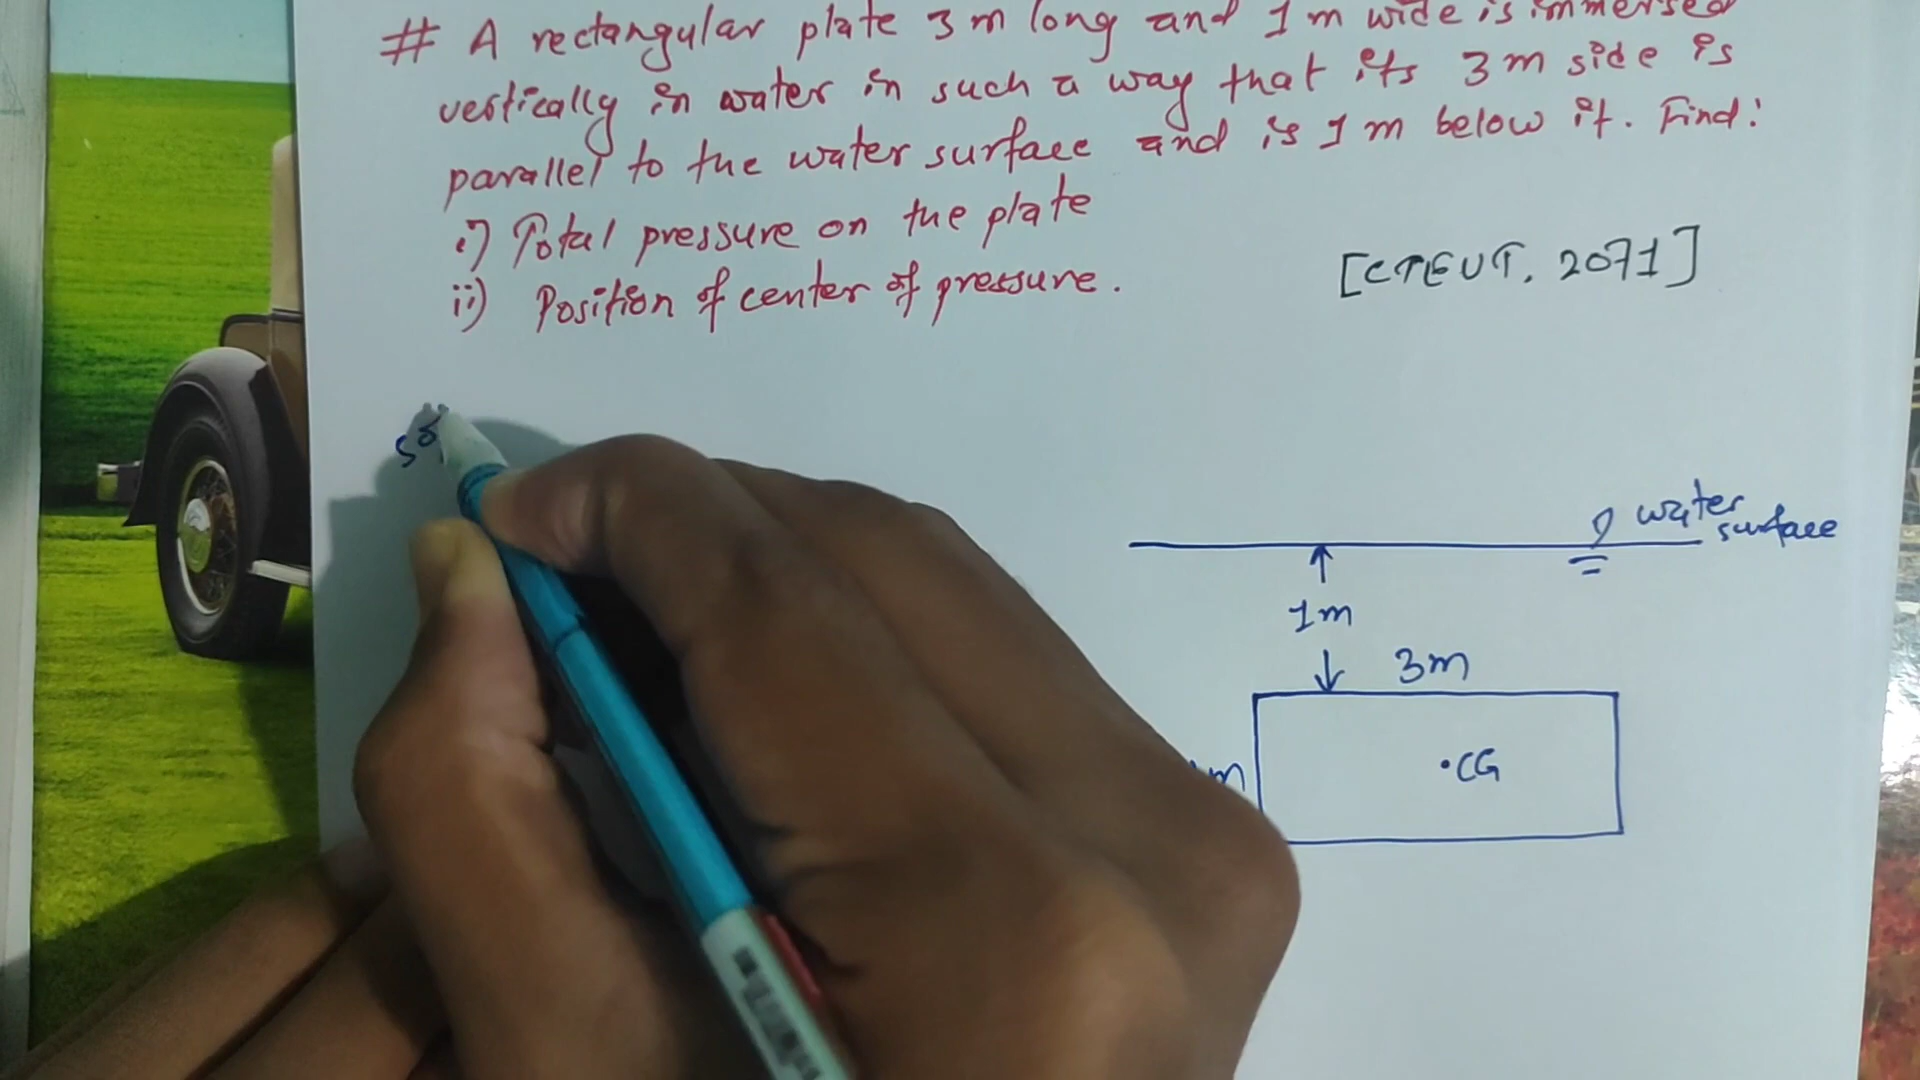 # A rectangular plate 3 m long and 1 m wide is immersed
vertically in water in such a way that its 3 m side is
parallel to the water surface and is 1 m below it. Find:
i) Total pressure on the plate
ii) Position of center of pressure.
[CTEVT, 2071]
so
water
surface
1m
3m
m
•CG